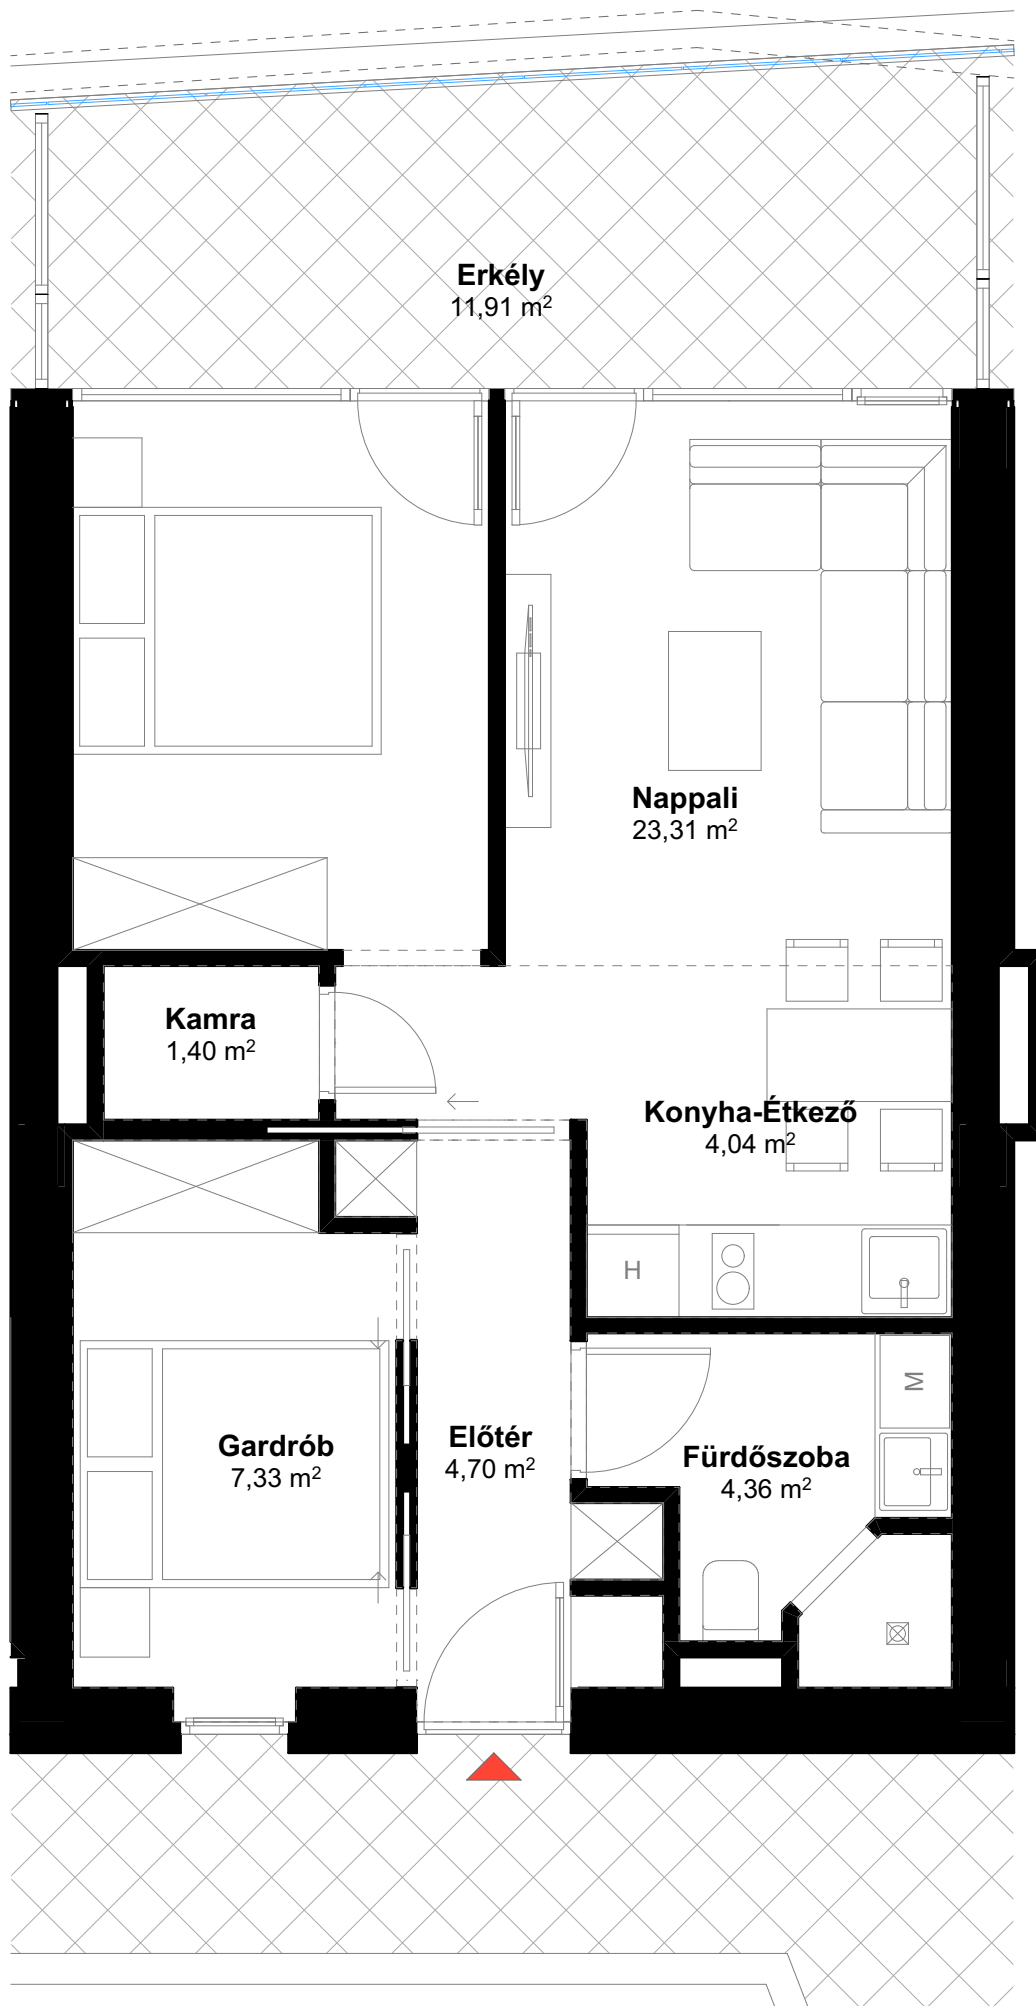 Erkély
11,91 m²
Nappali
23,31 m²
Kamra
1,40 m²
Konyha-Étkező
4,04 m²
H
M
Gardrób
7,33 m²
Előtér
4,70 m²
Fürdőszoba
4,36 m²